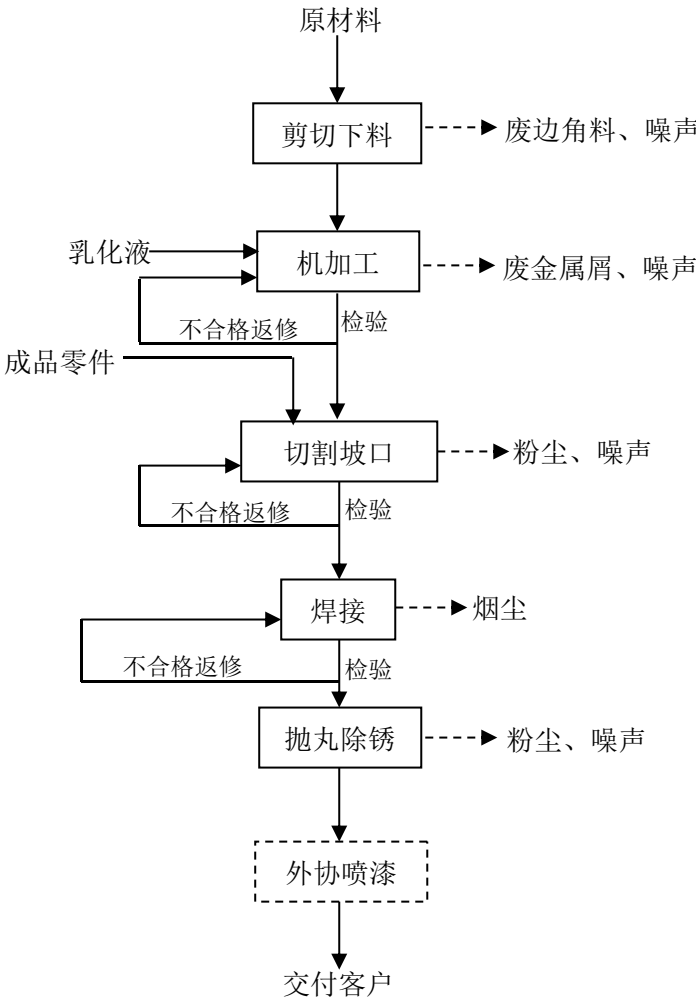 原材料
剪切下料
废边角料、噪声
乳化液
机加工
废金属屑、噪声
不合格返修
检验
成品零件
切割坡口
粉尘、噪声
不合格返修
检验
焊接
烟尘
不合格返修
检验
抛丸除锈
粉尘、噪声
外协喷漆
交付客户